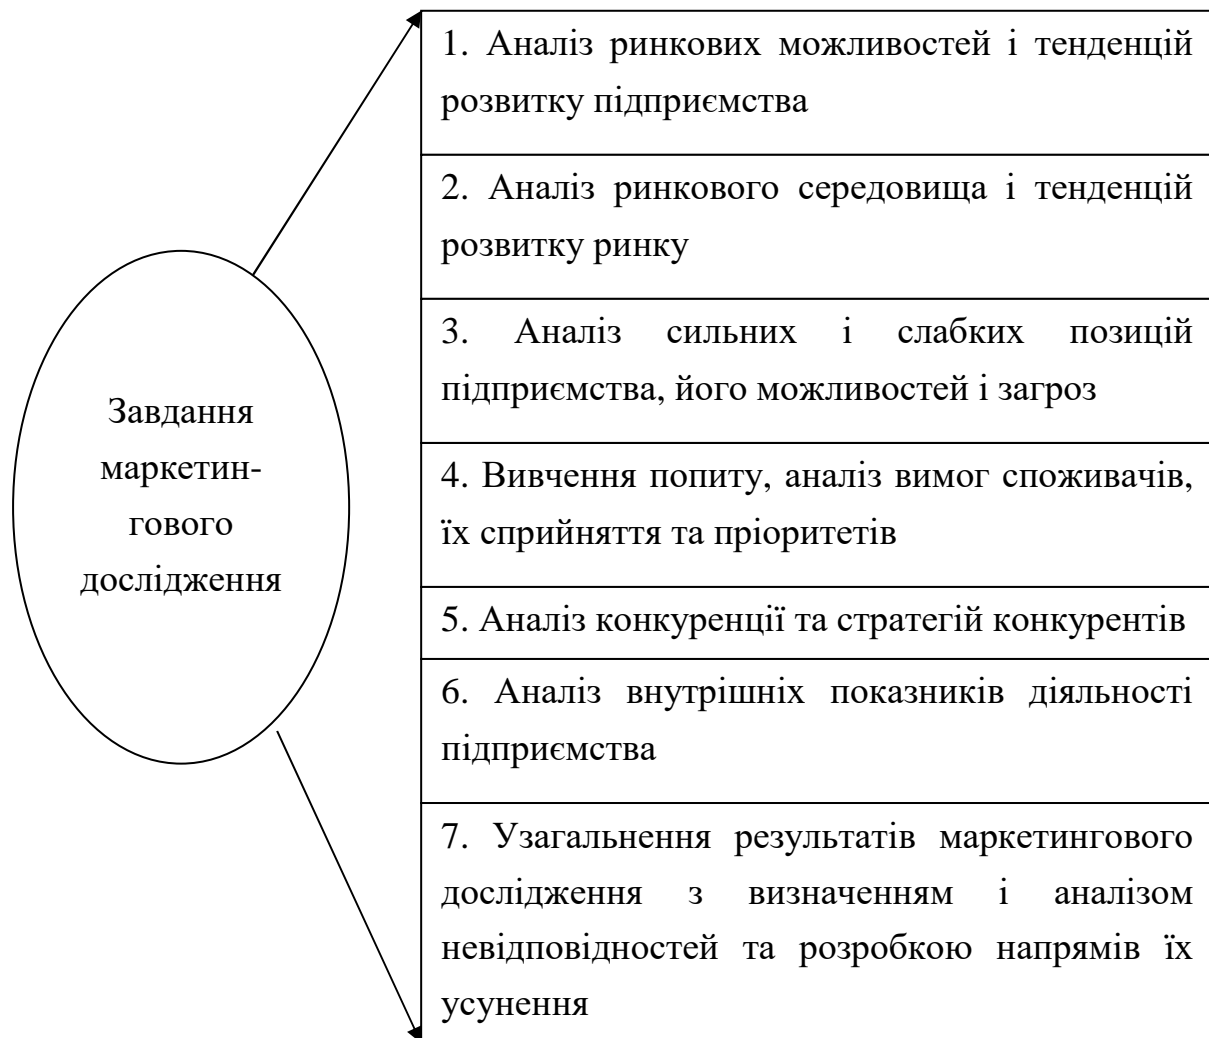 1. Аналіз ринкових можливостей і тенденцій
розвитку підприємства
2. Аналіз ринкового середовища і тенденцій
розвитку ринку
3. Аналіз сильних і слабких позицій
підприємства, його можливостей і загроз
Завдання
маркетин-
гового
дослідження
4. Вивчення попиту, аналіз вимог споживачів,
їх сприйняття та пріоритетів
5. Аналіз конкуренції та стратегій конкурентів
6. Аналіз внутрішніх показників діяльності
підприємства
7. Узагальнення результатів маркетингового
дослідження з визначенням і аналізом
невідповідностей та розробкою напрямів їх
усунення